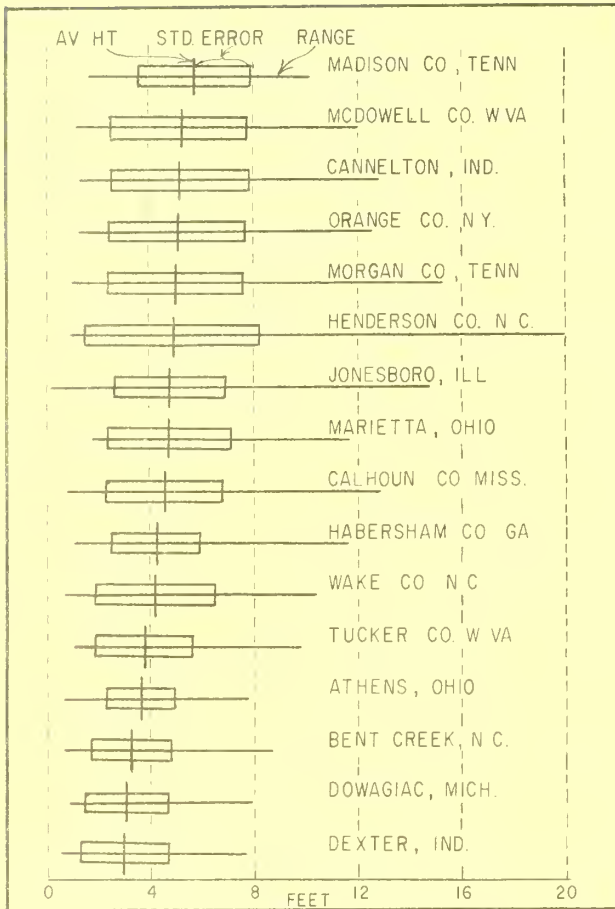 AV HT STD. ERROR RANGE
MADISON CO, TENN
MCDOWELL CO. W VA
CANNELTON, IND.
ORANGE CO. N.Y.
MORGAN CO, TENN
HENDERSON CO. N C.
JONESBORO, ILL
MARIETTA, OHIO
CALHOUN CO MISS.
HABERSHAM CO GA
WAKE CO N C
TUCKER CO. W VA
ATHENS, OHIO
BENT CREEK, N C.
DOWAGIAC, MICH.
DEXTER, IND.
0 4 8 12 16 20
FEET